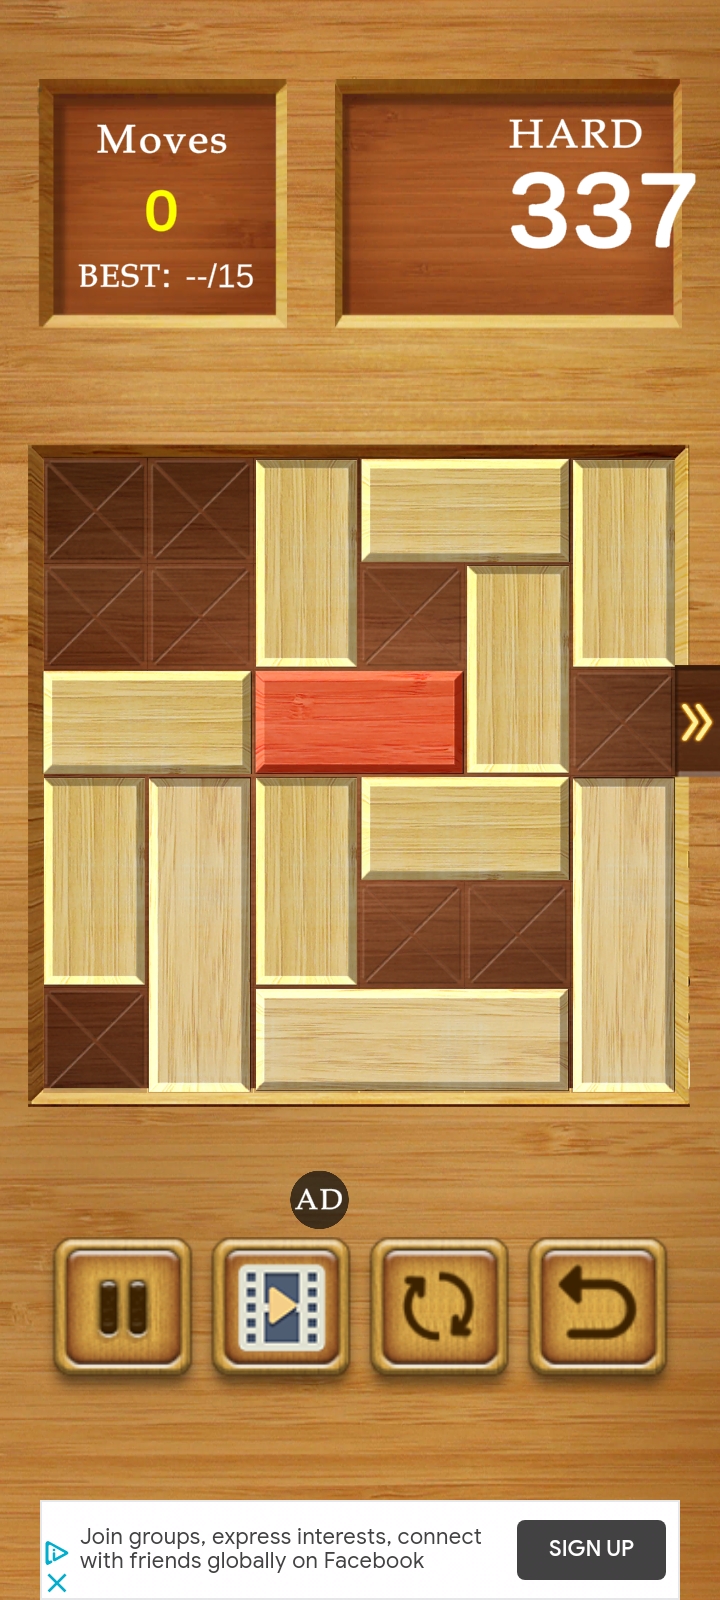 Moves
0
BEST: --/15
HARD
337
AD
Join groups, express interests, connect
with friends globally on Facebook
SIGN UP